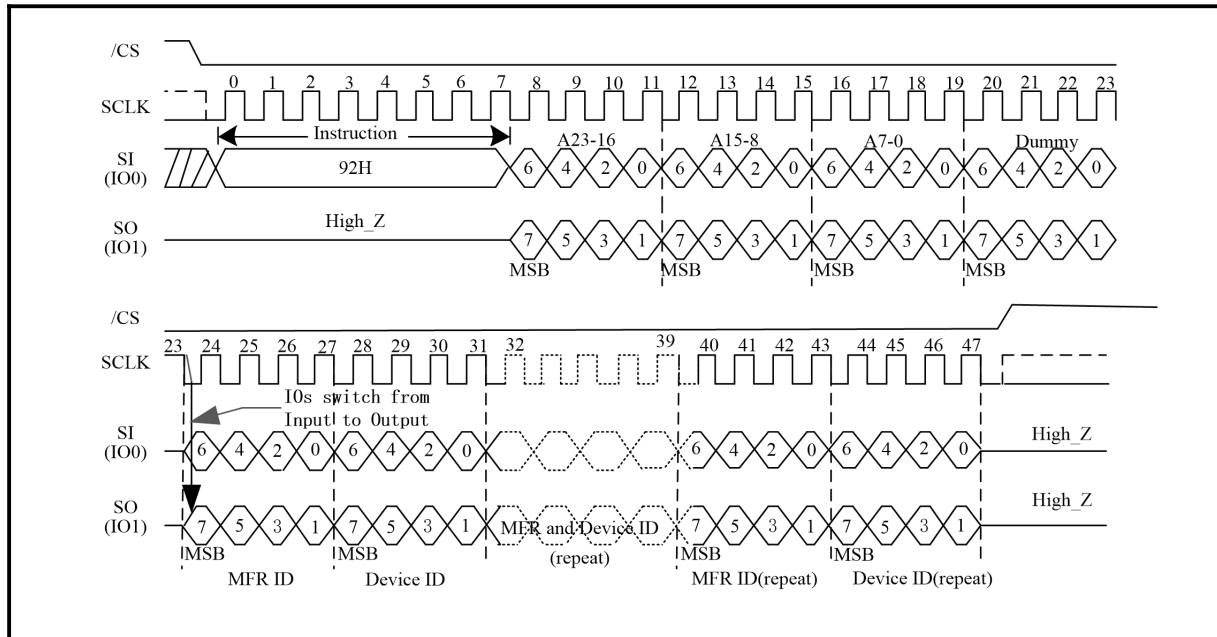 /CS
0 1 2 3 4 5 6 7 8 9 10 11 12 13 14 15 16 17 18 19 20 21 22 23
SCLK
Instruction A23-16 A15-8 A7-0 Dummy
SI
(IO0)
92H 6 4 2 0 6 4 2 0 6 4 2 0 6 4 2 0
SO
(IO1)
High_Z 7 5 3 1 7 5 3 1 7 5 3 1 7 5 3 1
MSB MSB MSB MSB
/CS
SCLK
23 24 25 26 27 28 29 30 31 32 39 40 41 42 43 44 45 46 47
IOs switch from
Input to Output
SI
(IO0)
6 4 2 0 6 4 2 0 6 4 2 0 6 4 2 0 High_Z
SO
(IO1)
7 5 3 1 7 5 3 1 MFR and Device ID 7 5 3 1 7 5 3 1 High_Z
(repeat)
MSB MSB MSB MSB
MFR ID Device ID MFR ID(repeat) Device ID(repeat)